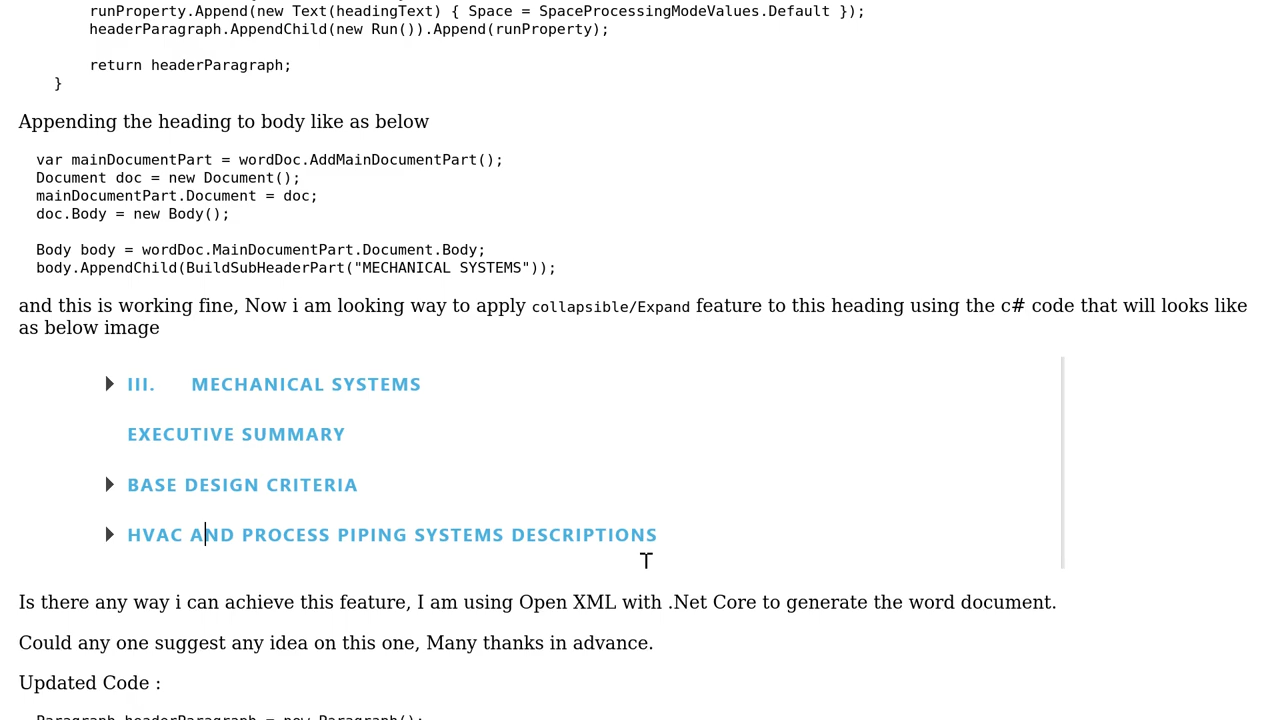 runProperty.Append(new Text(headingText) { Space = SpaceProcessingModeValues.Default });
headerParagraph.AppendChild(new Run()).Append(runProperty);
return headerParagraph;
}
Appending the heading to body like as below
var mainDocumentPart = wordDoc.AddMainDocumentPart();
Document doc = new Document();
mainDocumentPart.Document = doc;
doc.Body = new Body();
Body body = wordDoc.MainDocumentPart.Document.Body;
body.AppendChild(BuildSubHeaderPart("MECHANICAL SYSTEMS"));
and this is working fine, Now i am looking way to apply collapsible/Expand feature to this heading using the c# code that will looks like
as below image
III. MECHANICAL SYSTEMS
EXECUTIVE SUMMARY
BASE DESIGN CRITERIA
HVAC AND PROCESS PIPING SYSTEMS DESCRIPTIONS
Is there any way i can achieve this feature, I am using Open XML with .Net Core to generate the word document.
Could any one suggest any idea on this one, Many thanks in advance.
Updated Code :
Paragraph headerParagraph = new Paragraph();